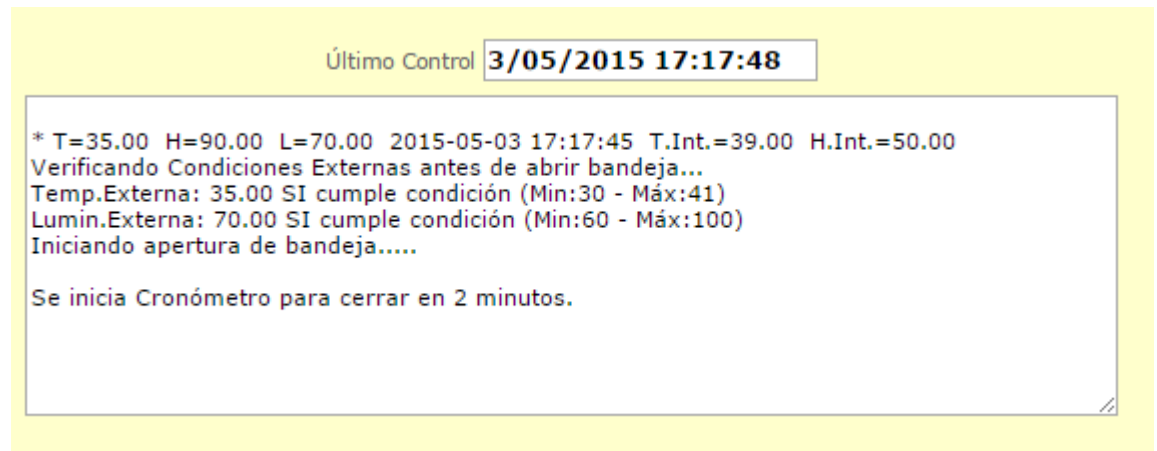 Último Control 3/05/2015 17:17:48
* T=35.00 H=90.00 L=70.00 2015-05-03 17:17:45 T.Int.=39.00 H.Int.=50.00
Verificando Condiciones Externas antes de abrir bandeja...
Temp.Externa: 35.00 SI cumple condición (Min:30 - Máx:41)
Lumin.Externa: 70.00 SI cumple condición (Min:60 - Máx:100)
Iniciando apertura de bandeja.....
Se inicia Cronómetro para cerrar en 2 minutos.